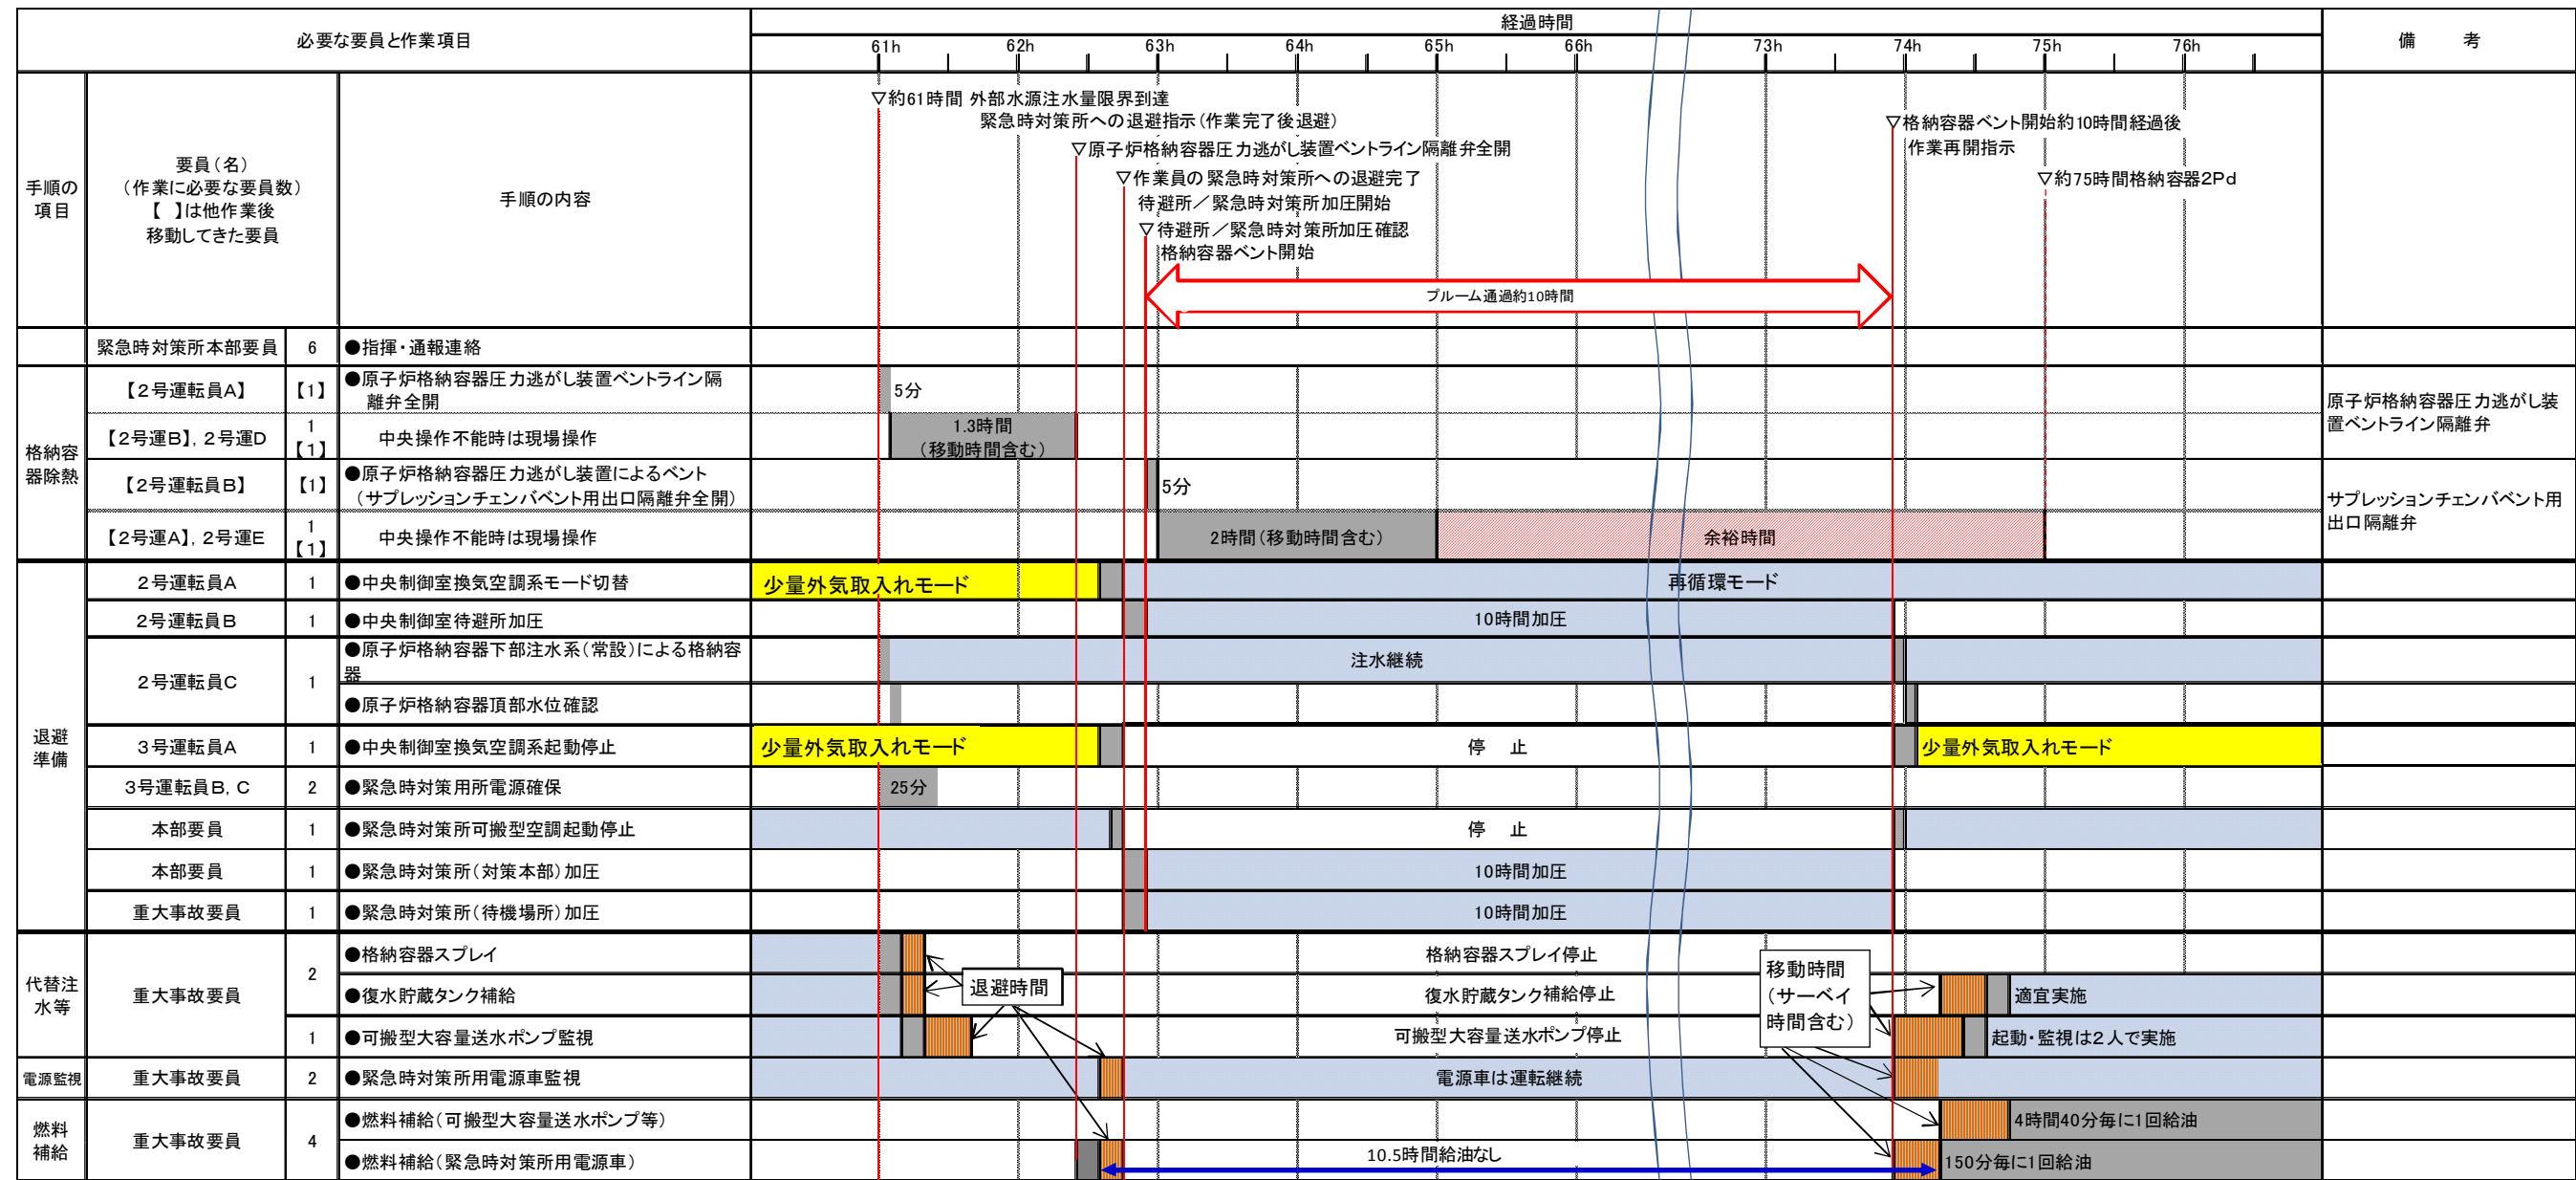 必要な要員と作業項目
経過時間
備　考
61h 62h 63h 64h 65h 66h 73h 74h 75h 76h
手順の
項目
要員(名)
(作業に必要な要員数)
【 】は他作業後
移動してきた要員
手順の内容
▽約61時間 外部水源注水量限界到達
緊急時対策所への退避指示(作業完了後退避)
▽原子炉格納容器圧力逃がし装置ベントライン隔離弁全開
▽作業員の緊急時対策所への退避完了
待避所／緊急時対策所加圧開始
▽待避所／緊急時対策所加圧確認
格納容器ベント開始
▽格納容器ベント開始約10時間経過後
作業再開指示
▽約75時間格納容器2Pd
プルーム通過約10時間
緊急時対策所本部要員 6 ●指揮・通報連絡
格納容
器除熱
【2号運転員A】 【1】 ●原子炉格納容器圧力逃がし装置ベントライン隔
離弁全開
5分
【2号運B】, 2号運D 1
【1】
中央操作不能時は現場操作
1.3時間
(移動時間含む)
原子炉格納容器圧力逃がし装
置ベントライン隔離弁
【2号運転員B】 【1】 ●原子炉格納容器圧力逃がし装置によるベント
(サプレッションチェンバベント用出口隔離弁全開)
5分
【2号運A】, 2号運E 1
【1】
中央操作不能時は現場操作
2時間(移動時間含む) 余裕時間
サプレッションチェンバベント用
出口隔離弁
退避
準備
2号運転員A 1 ●中央制御室換気空調系モード切替 少量外気取入れモード 再循環モード
2号運転員B 1 ●中央制御室待避所加圧 10時間加圧
2号運転員C 1
●原子炉格納容器下部注水系(常設)による格納容
器
注水継続
●原子炉格納容器頂部水位確認
3号運転員A 1 ●中央制御室換気空調系起動停止 少量外気取入れモード 停　止 少量外気取入れモード
3号運転員B, C 2 ●緊急時対策用所電源確保 25分
本部要員 1 ●緊急時対策所可搬型空調起動停止 停　止
本部要員 1 ●緊急時対策所(対策本部)加圧 10時間加圧
重大事故要員 1 ●緊急時対策所(待機場所)加圧 10時間加圧
代替注
水等
重大事故要員 2
●格納容器スプレイ 格納容器スプレイ停止
●復水貯蔵タンク補給 復水貯蔵タンク補給停止 適宜実施
退避時間
移動時間
(サーベイ
時間含む)
1 ●可搬型大容量送水ポンプ監視 可搬型大容量送水ポンプ停止 起動・監視は2人で実施
電源監視 重大事故要員 2 ●緊急時対策所用電源車監視 電源車は運転継続
燃料
補給
重大事故要員 4
●燃料補給(可搬型大容量送水ポンプ等) 4時間40分毎に1回給油
●燃料補給(緊急時対策所用電源車) 10.5時間給油なし 150分毎に1回給油